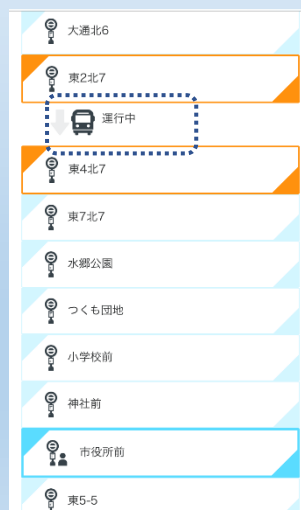 大通北6
東2北7
運行中
東4北7
東7北7
水郷公園
つくも団地
小学校前
神社前
市役所前
東5-5